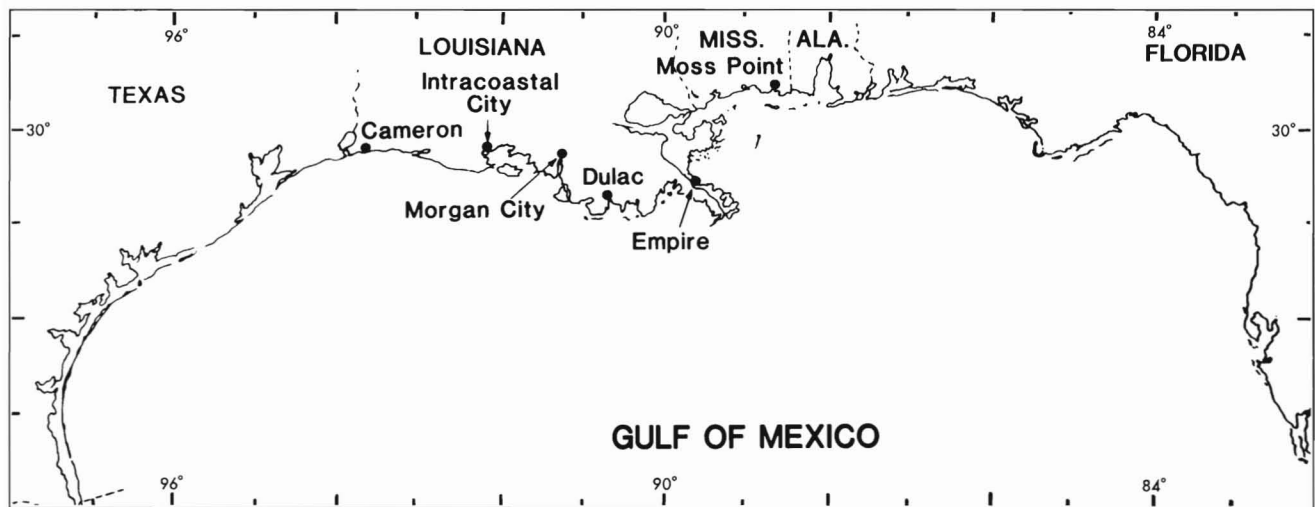 96°
90°
84°
LOUISIANA
MISS.
ALA.
FLORIDA
TEXAS
Intracoastal
City
Moss Point
30°
30°
Cameron
Dulac
Morgan City
Empire
GULF OF MEXICO
96°
90°
84°